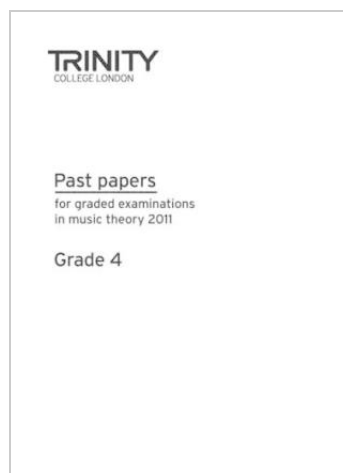 TRINITY
COLLEGE LONDON
Past papers
for graded examinations
in music theory 2011
Grade 4